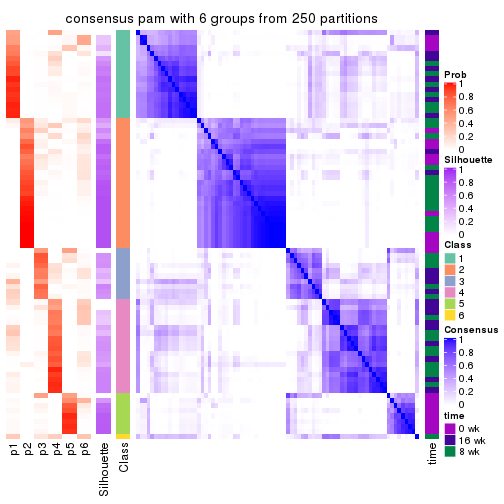 consensus pam with 6 groups from 250 partitions
Prob
1
0.8
0.6
0.4
0.2
0
Silhouette
1
0.8
0.6
0.4
0.2
0
Class
1
2
3
4
5
6
Consensus
1
0.8
0.6
0.4
0.2
0
time
0 wk
16 wk
8 wk
p1
p2
p3
p4
p5
p6
Silhouette
Class
time